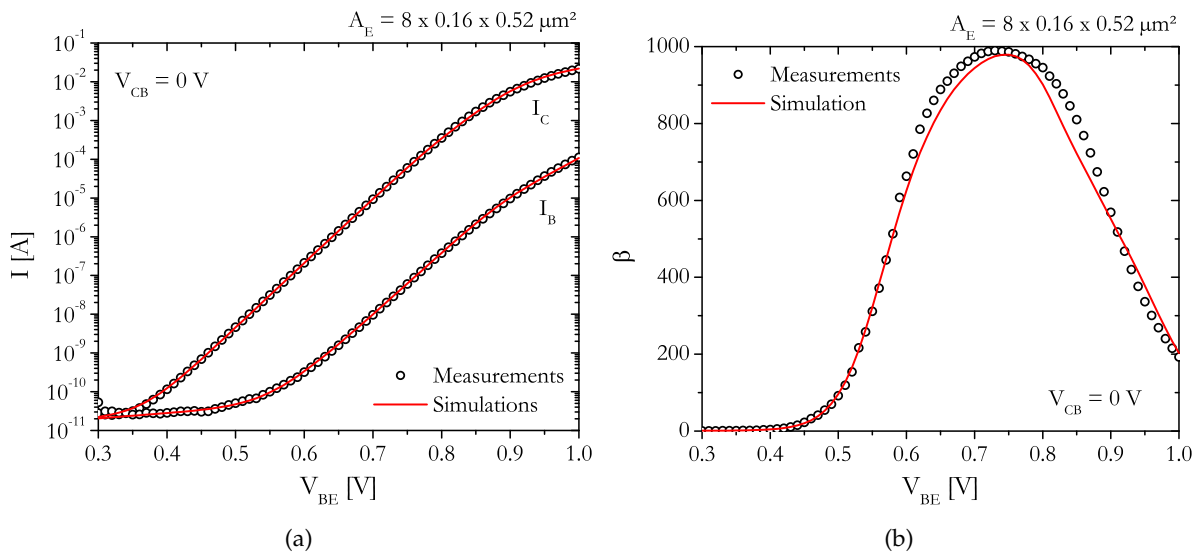 A_E = 8 x 0.16 x 0.52 μm²
10⁻¹
10⁻²
10⁻³
10⁻⁴
10⁻⁵
10⁻⁶
10⁻⁷
10⁻⁸
10⁻⁹
10⁻¹⁰
10⁻¹¹
I [A]
V_CB = 0 V
I_C
I_B
Measurements
Simulations
0.3 0.4 0.5 0.6 0.7 0.8 0.9 1.0
V_BE [V]
(a)
A_E = 8 x 0.16 x 0.52 μm²
1000
800
600
400
200
0
β
Measurements
Simulation
V_CB = 0 V
0.3 0.4 0.5 0.6 0.7 0.8 0.9 1.0
V_BE [V]
(b)